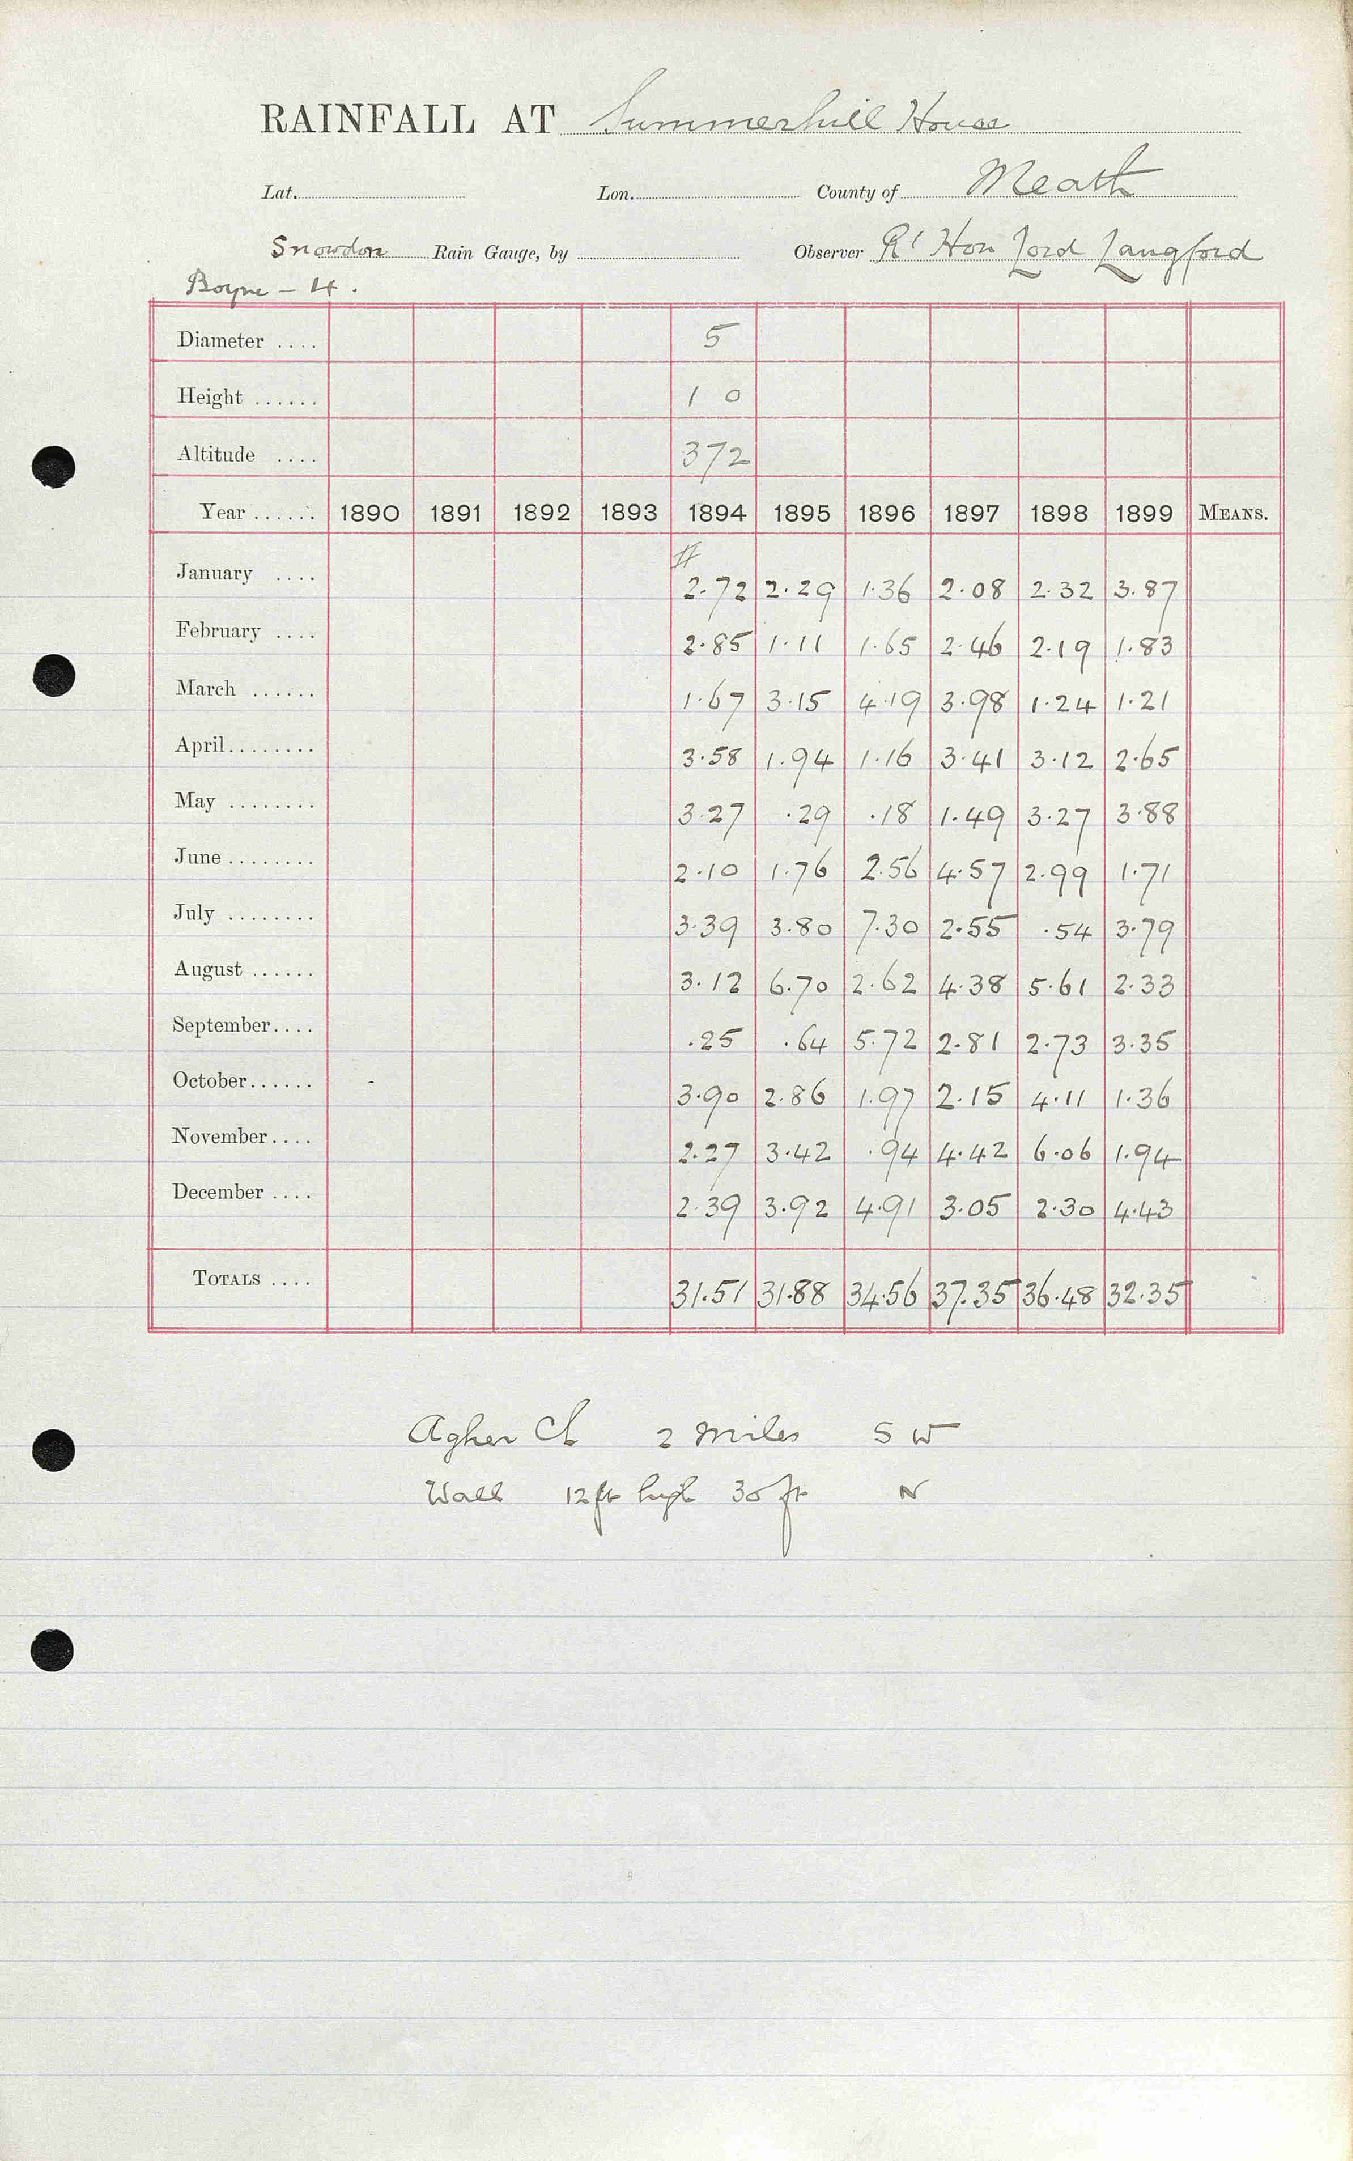 RAINFALL AT Summerhill House
Lat. Lon. County of Meath
Snowdon Rain Gauge, by Observer Rt Hon Lord Langford
Boyne - 14.
Diameter .... 5
Height ...... 1 0
Altitude .... 372
Year ...... 1890 1891 1892 1893 1894 1895 1896 1897 1898 1899 MEANS.
#
January .... 2.72 2.29 1.36 2.08 2.32 3.87
February .... 2.85 1.11 1.65 2.46 2.19 1.83
March ...... 1.67 3.15 4.19 3.98 1.24 1.21
April........ 3.58 1.94 1.16 3.41 3.12 2.65
May ........ 3.27 .29 .18 1.49 3.27 3.88
June ........ 2.10 1.76 2.56 4.57 2.99 1.71
July ........ 3.39 3.80 7.30 2.55 .54 3.79
August ...... 3.12 6.70 2.62 4.38 5.61 2.33
September.... .25 .64 5.72 2.81 2.73 3.35
October...... 3.90 2.86 1.97 2.15 4.11 1.36
November.... 2.27 3.42 .94 4.42 6.06 1.94
December .... 2.39 3.92 4.91 3.05 2.30 4.43
TOTALS .... 31.51 31.88 34.56 37.35 36.48 32.35
Agher Ch 2 miles SW
Wall 12 ft high 30 ft N